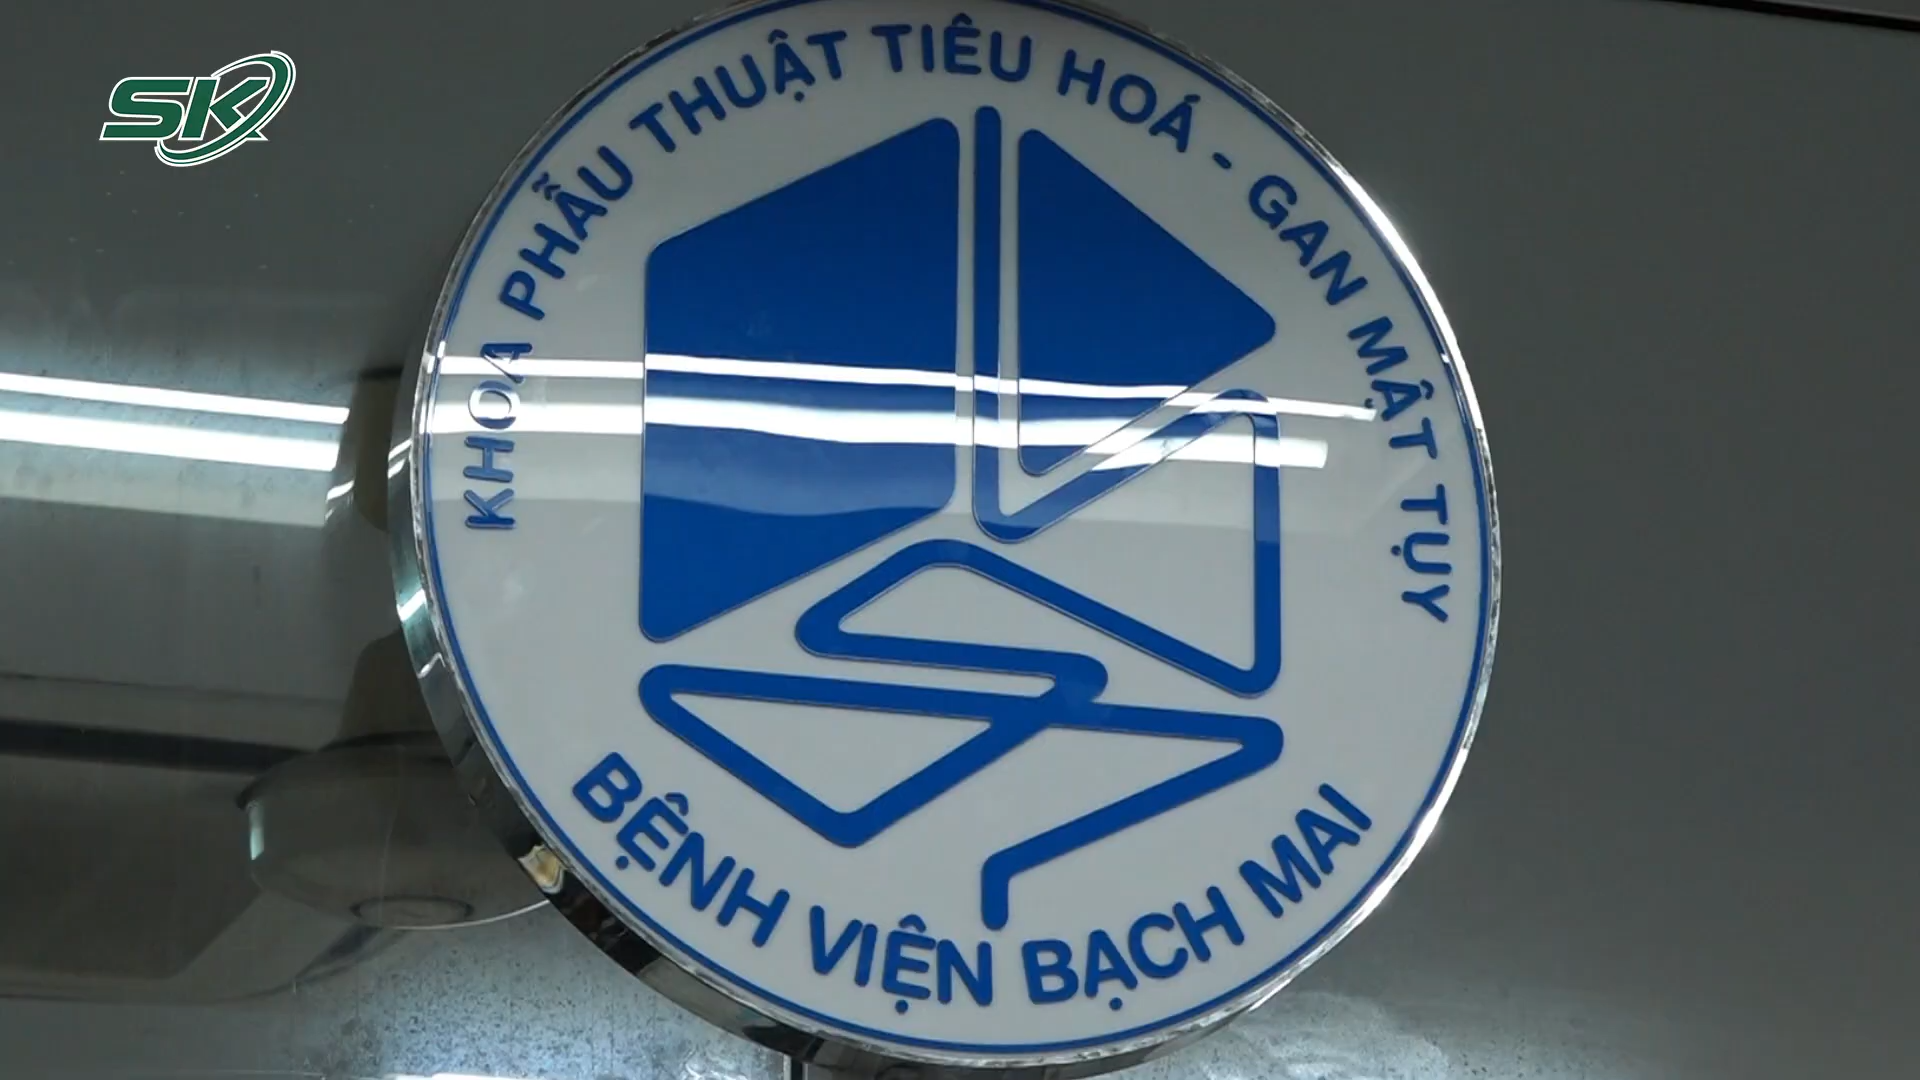 SK
KHOA PHẪU THUẬT TIÊU HOÁ - GAN MẬT TỤY
BỆNH VIỆN BẠCH MAI